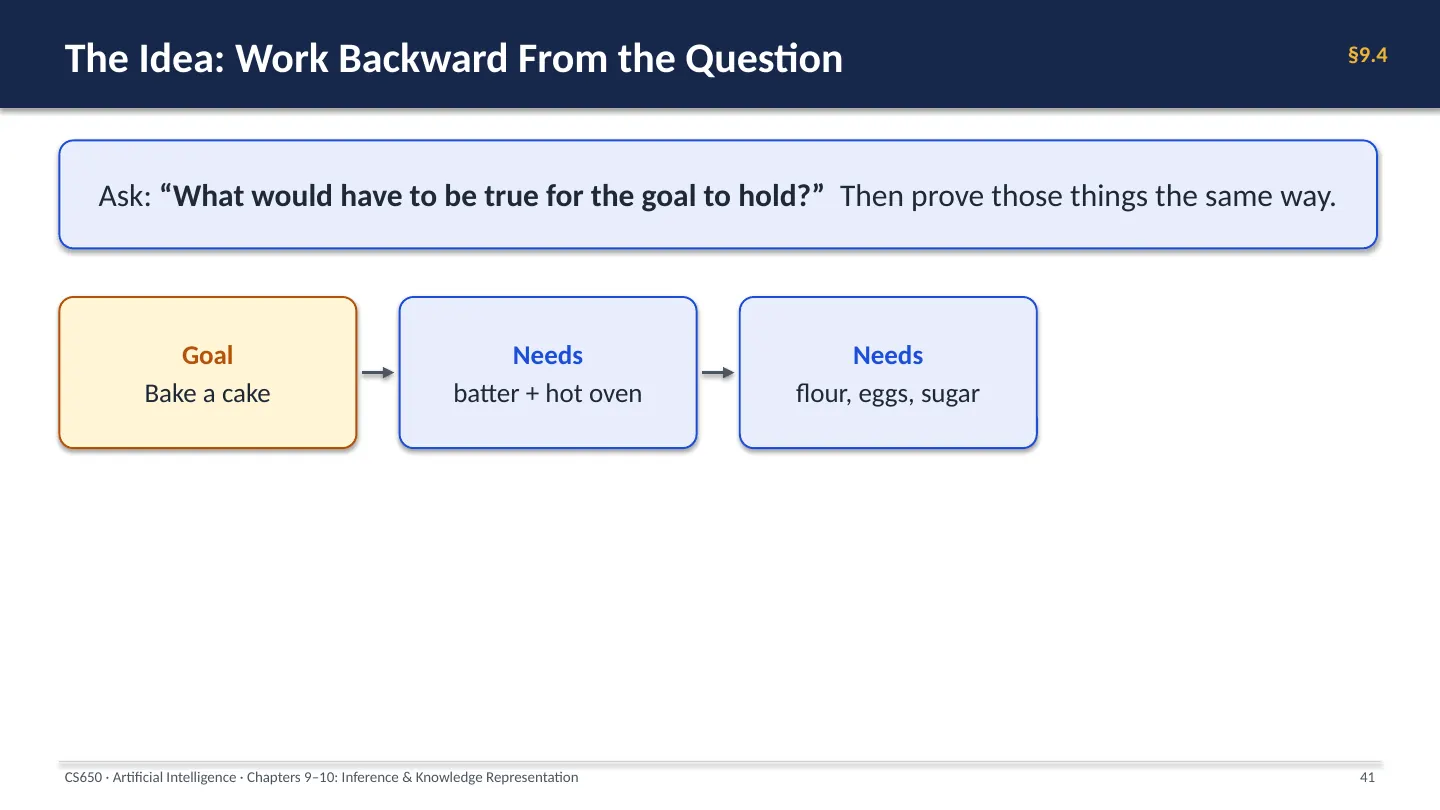 The Idea: Work Backward From the Question
§9.4
Ask: “What would have to be true for the goal to hold?” Then prove those things the same way.
Goal
Bake a cake
Needs
batter + hot oven
Needs
flour, eggs, sugar
CS650 · Artificial Intelligence · Chapters 9–10: Inference & Knowledge Representation
41